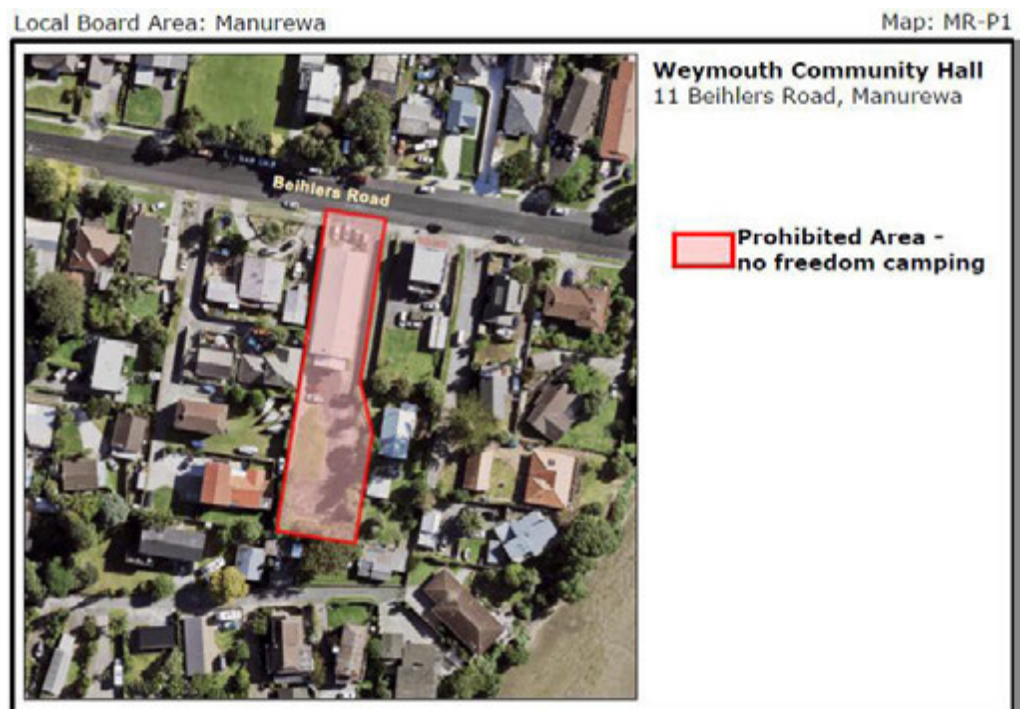 Local Board Area: Manurewa
Map: MR-P1
Weymouth Community Hall
11 Beihlers Road, Manurewa
Beihlers Road
Prohibited Area -
no freedom camping